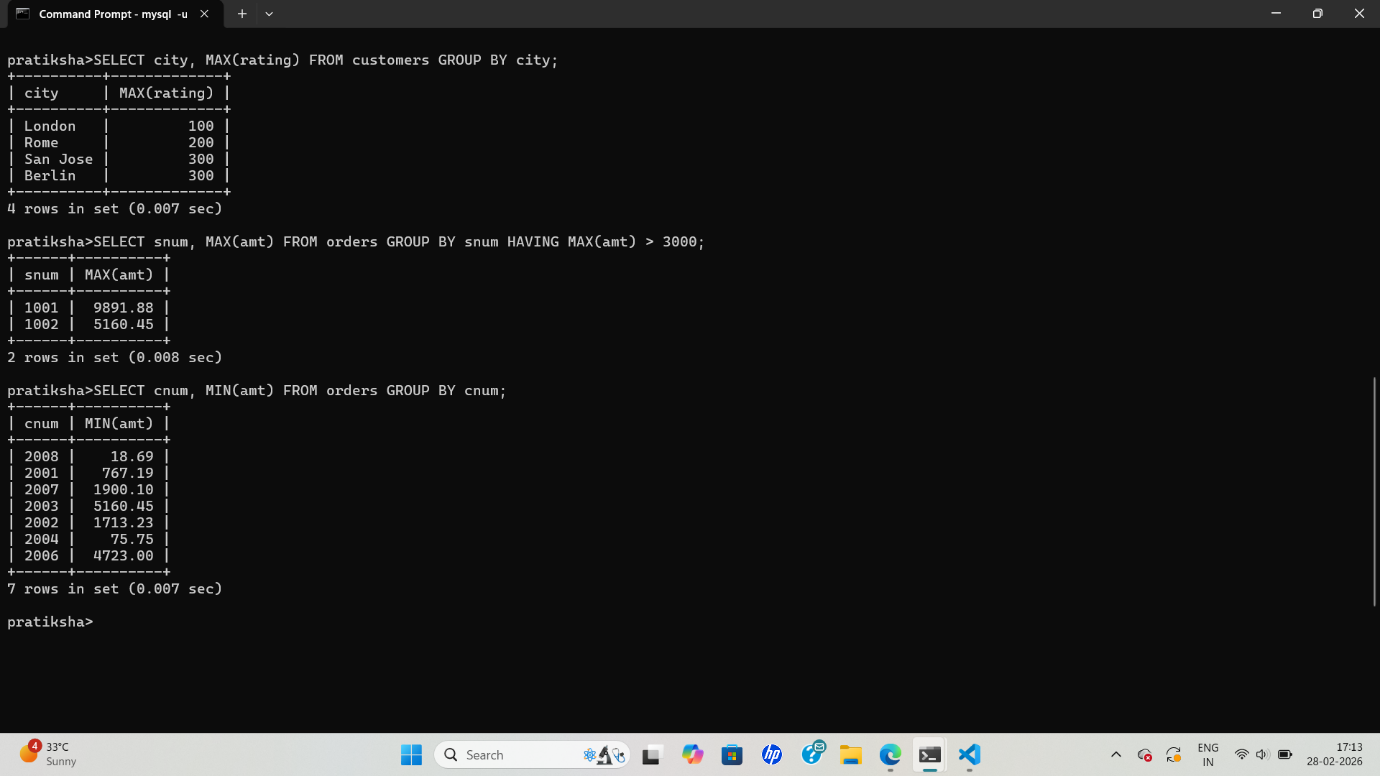 Command Prompt - mysql -u
pratiksha>SELECT city, MAX(rating) FROM customers GROUP BY city;
+----------+-------------+
| city     | MAX(rating) |
+----------+-------------+
| London   |         100 |
| Rome     |         200 |
| San Jose |         300 |
| Berlin   |         300 |
+----------+-------------+
4 rows in set (0.007 sec)
pratiksha>SELECT snum, MAX(amt) FROM orders GROUP BY snum HAVING MAX(amt) > 3000;
+------+----------+
| snum | MAX(amt) |
+------+----------+
| 1001 |  9891.88 |
| 1002 |  5160.45 |
+------+----------+
2 rows in set (0.008 sec)
pratiksha>SELECT cnum, MIN(amt) FROM orders GROUP BY cnum;
+------+----------+
| cnum | MIN(amt) |
+------+----------+
| 2008 |    18.69 |
| 2001 |   767.19 |
| 2007 |  1900.10 |
| 2003 |  5160.45 |
| 2002 |  1713.23 |
| 2004 |    75.75 |
| 2006 |  4723.00 |
+------+----------+
7 rows in set (0.007 sec)
pratiksha>
4
33°C
Sunny
Search
hp
ENG
IN
17:13
28-02-2026